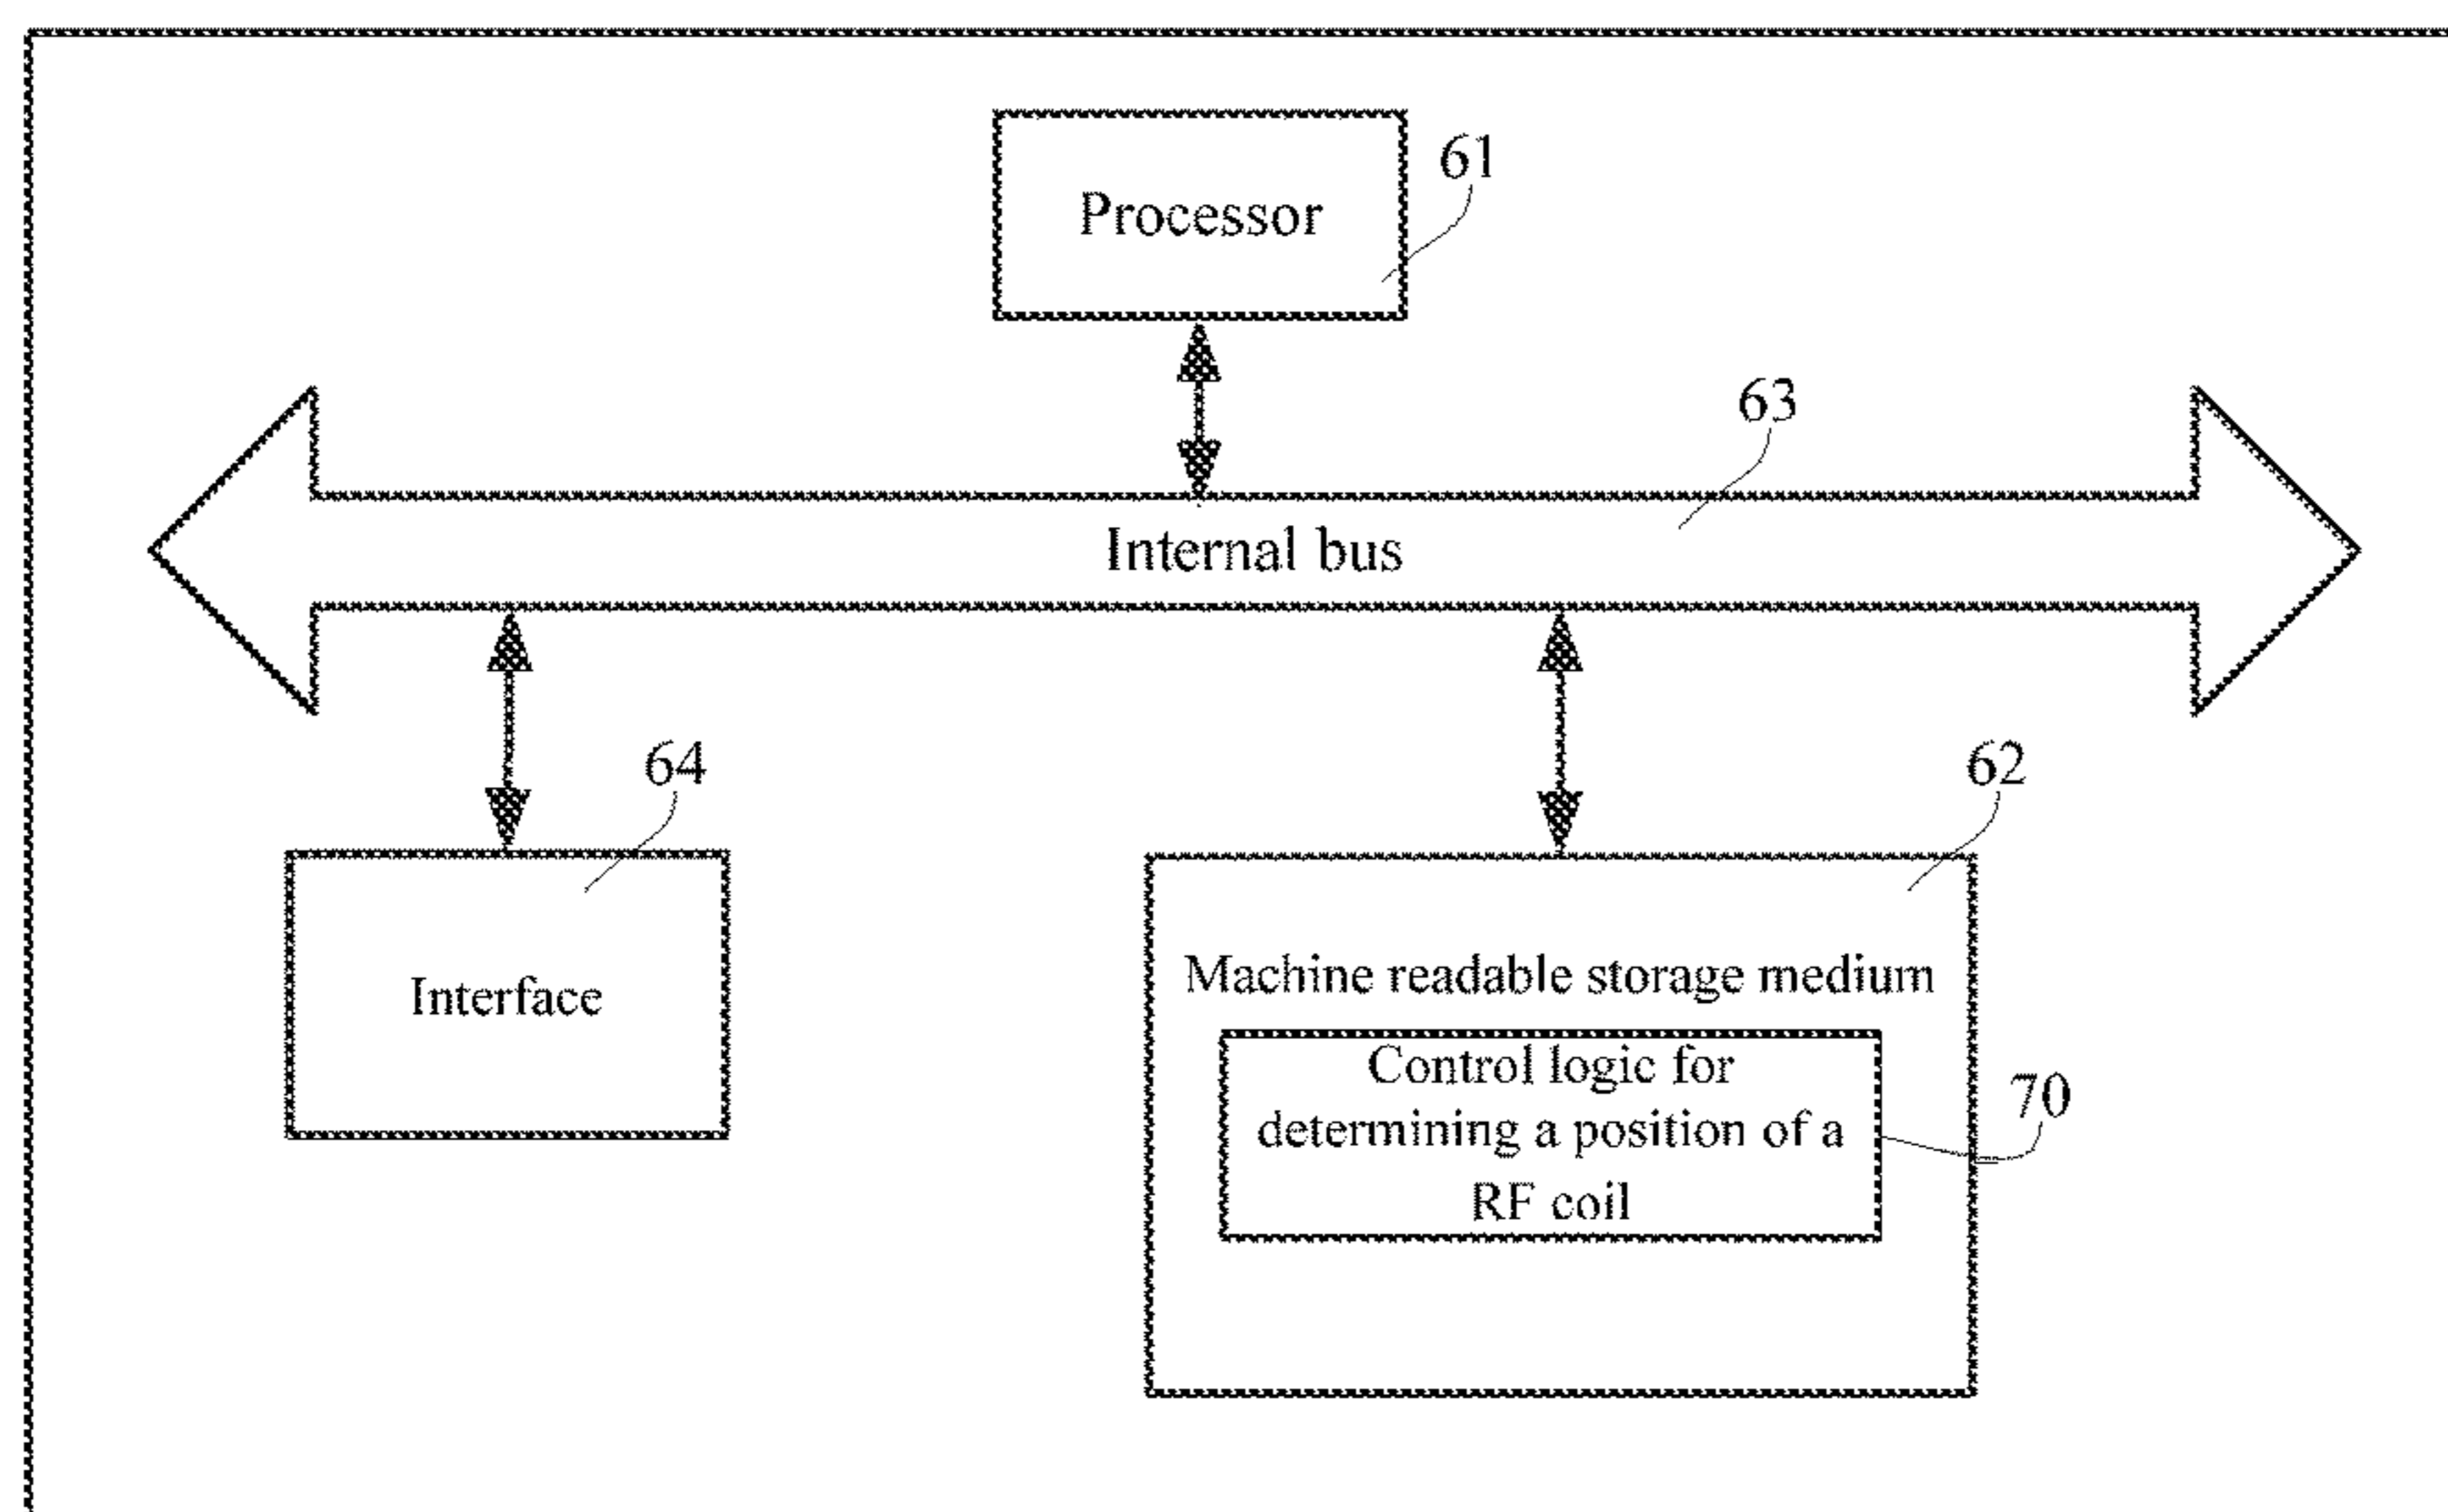 Processor
61
63
Internal bus
64
62
Interface
Machine readable storage medium
Control logic for
determining a position of a
RF coil
70